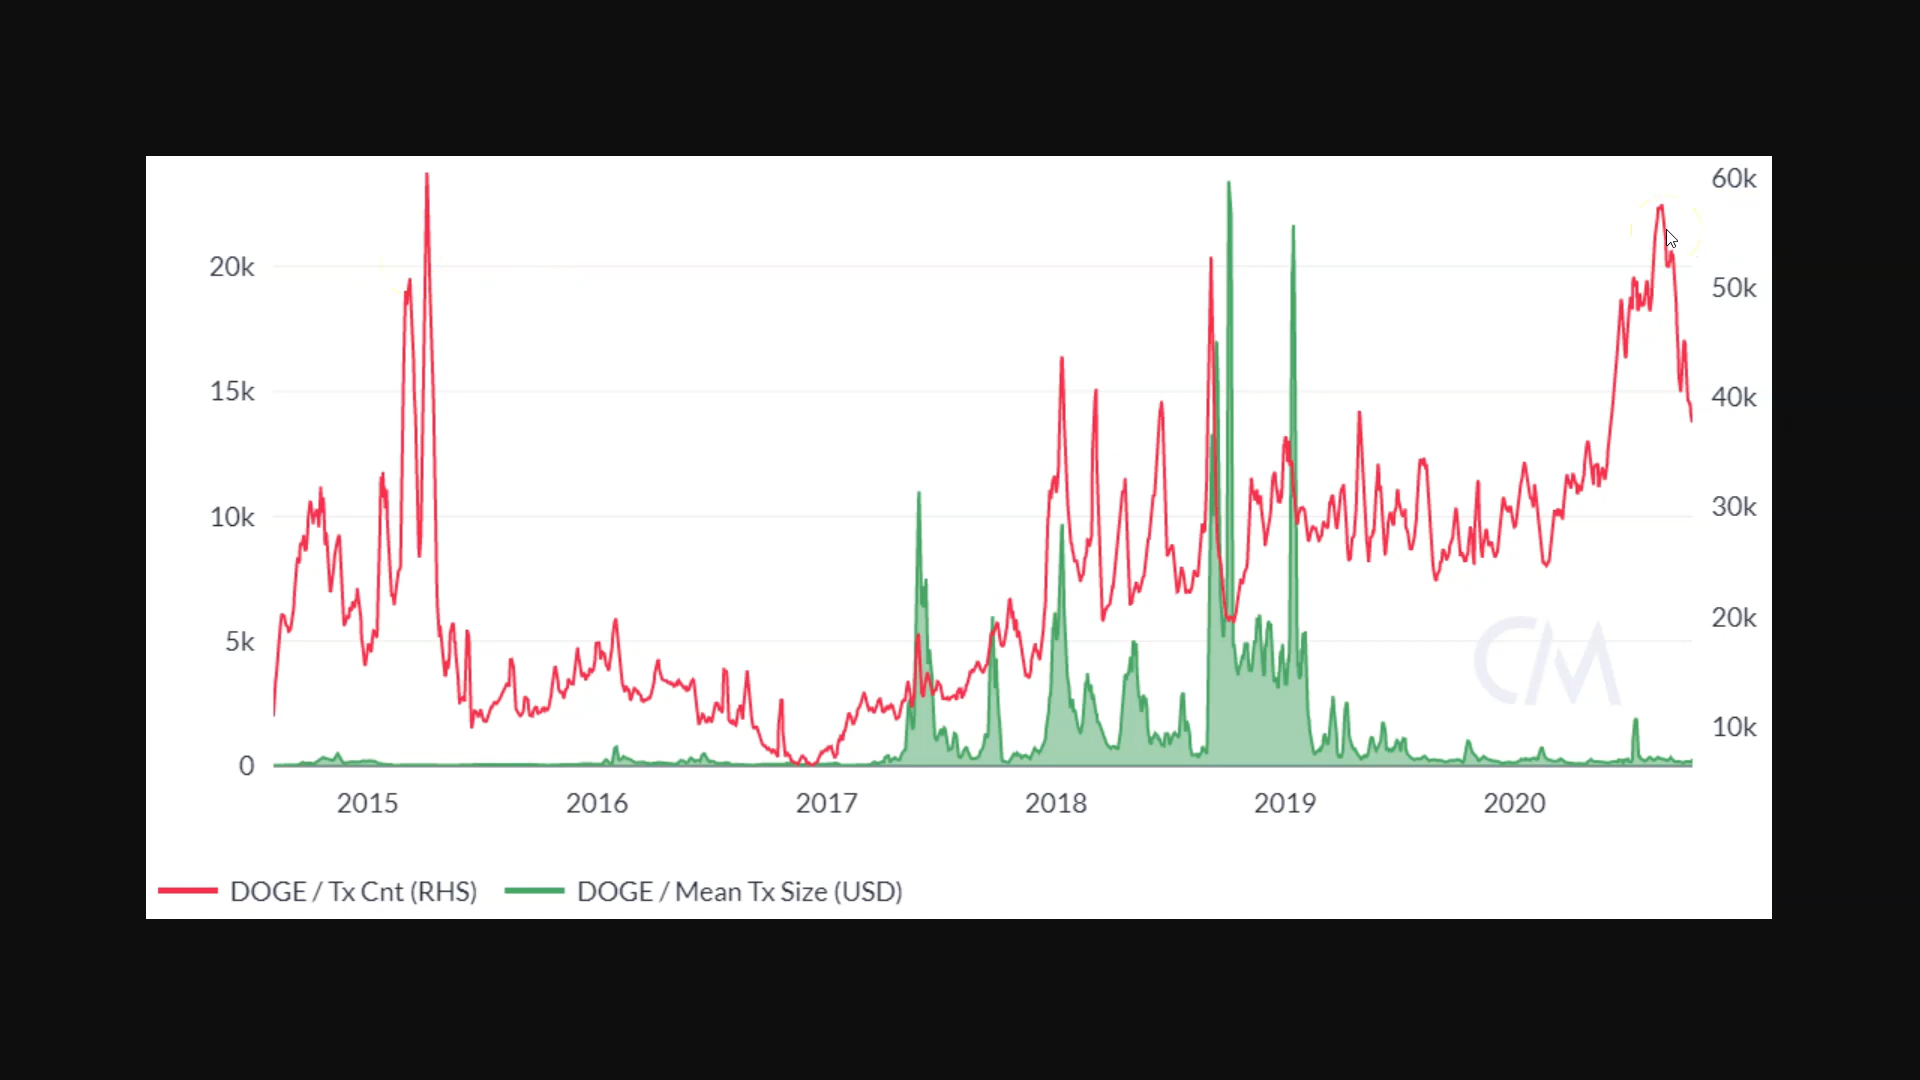 60k
20k
50k
15k
40k
10k
30k
5k
20k
CM
10k
0
2015 2016 2017 2018 2019 2020
DOGE / Tx Cnt (RHS) DOGE / Mean Tx Size (USD)